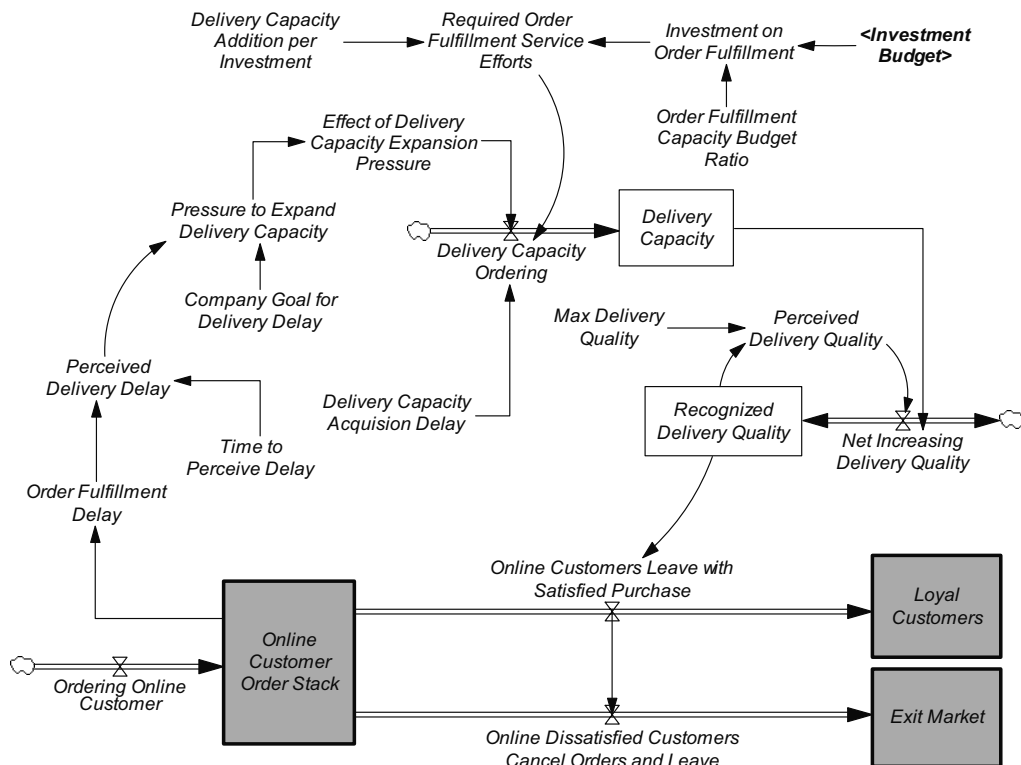 Delivery Capacity
Addition per
Investment
Required Order
Fulfillment Service
Efforts
Investment on
Order Fulfillment
<Investment
Budget>
Order Fulfillment
Capacity Budget
Ratio
Effect of Delivery
Capacity Expansion
Pressure
Pressure to Expand
Delivery Capacity
Delivery Capacity
Ordering
Delivery
Capacity
Company Goal for
Delivery Delay
Max Delivery
Quality
Perceived
Delivery Quality
Perceived
Delivery Delay
Delivery Capacity
Acquision Delay
Recognized
Delivery Quality
Net Increasing
Delivery Quality
Time to
Perceive Delay
Order Fulfillment
Delay
Online Customers Leave with
Satisfied Purchase
Loyal
Customers
Online
Customer
Order Stack
Ordering Online
Customer
Exit Market
Online Dissatisfied Customers
Cancel Orders and Leave